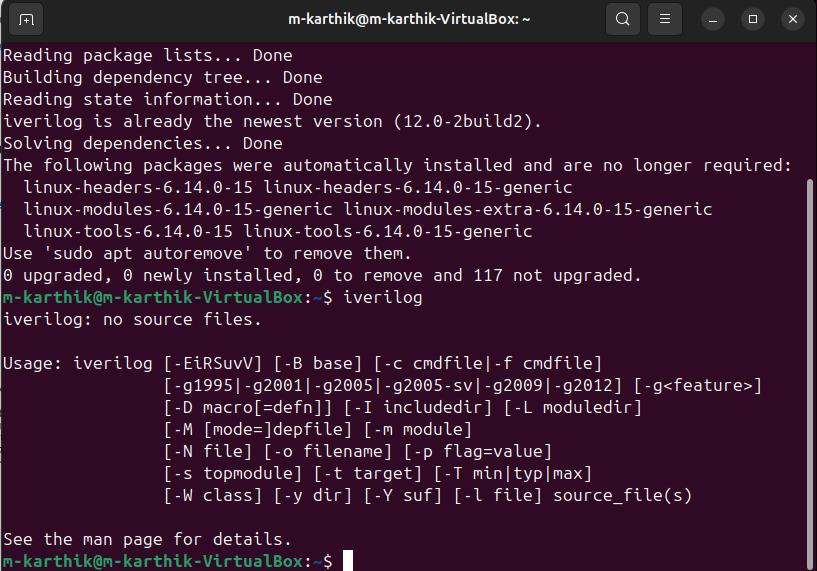 m-karthik@m-karthik-VirtualBox: ~
Reading package lists... Done
Building dependency tree... Done
Reading state information... Done
iverilog is already the newest version (12.0-2build2).
Solving dependencies... Done
The following packages were automatically installed and are no longer required:
  linux-headers-6.14.0-15 linux-headers-6.14.0-15-generic
  linux-modules-6.14.0-15-generic linux-modules-extra-6.14.0-15-generic
  linux-tools-6.14.0-15 linux-tools-6.14.0-15-generic
Use 'sudo apt autoremove' to remove them.
0 upgraded, 0 newly installed, 0 to remove and 117 not upgraded.
m-karthik@m-karthik-VirtualBox:~$ iverilog
iverilog: no source files.

Usage: iverilog [-EiRSuvV] [-B base] [-c cmdfile|-f cmdfile]
                [-g1995|-g2001|-g2005|-g2005-sv|-g2009|-g2012] [-g<feature>]
                [-D macro[=defn]] [-I includedir] [-L moduledir]
                [-M [mode=]depfile] [-m module]
                [-N file] [-o filename] [-p flag=value]
                [-s topmodule] [-t target] [-T min|typ|max]
                [-W class] [-y dir] [-Y suf] [-l file] source_file(s)

See the man page for details.
m-karthik@m-karthik-VirtualBox:~$